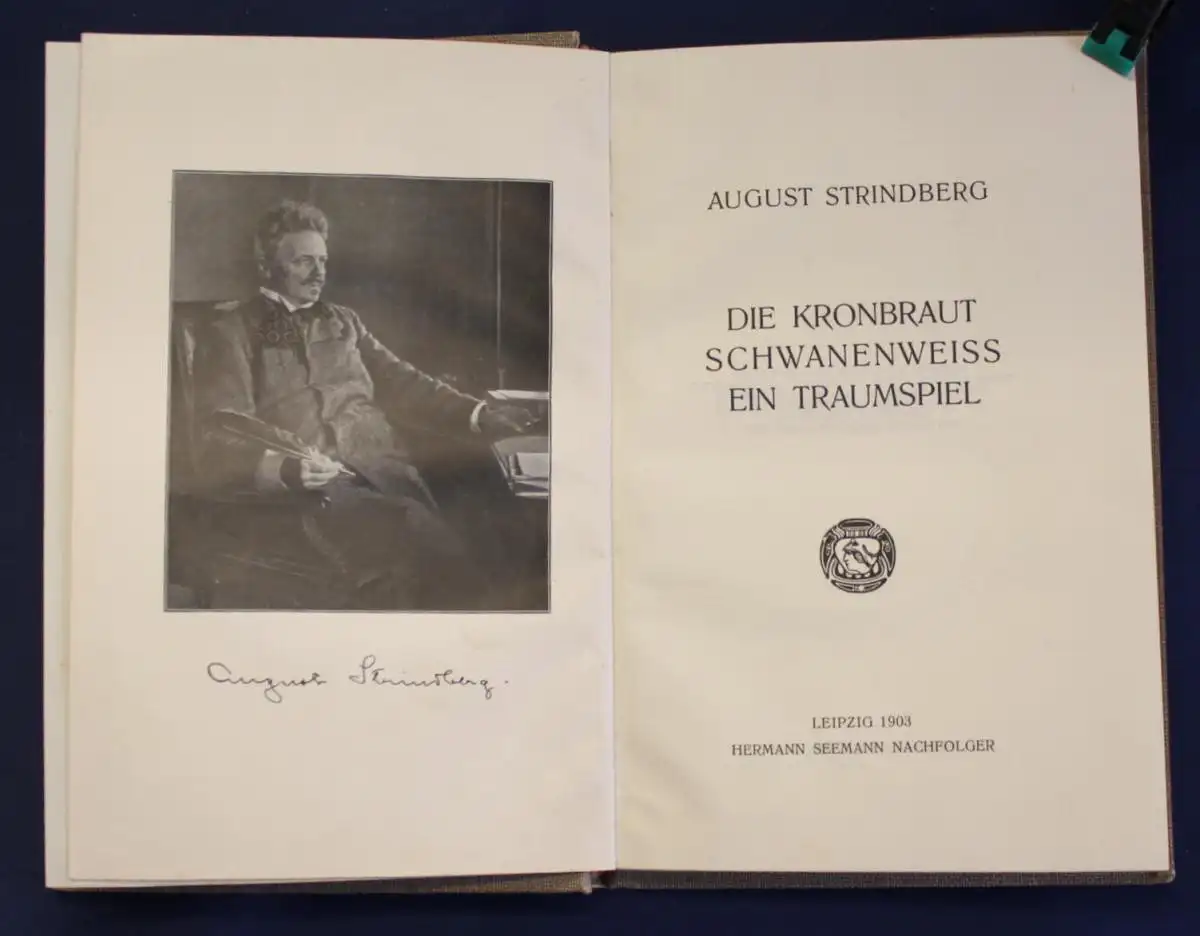 August Strindberg.
AUGUST STRINDBERG
DIE KRONBRAUT
SCHWANENWEISS
EIN TRAUMSPIEL
LEIPZIG 1903
HERMANN SEEMANN NACHFOLGER